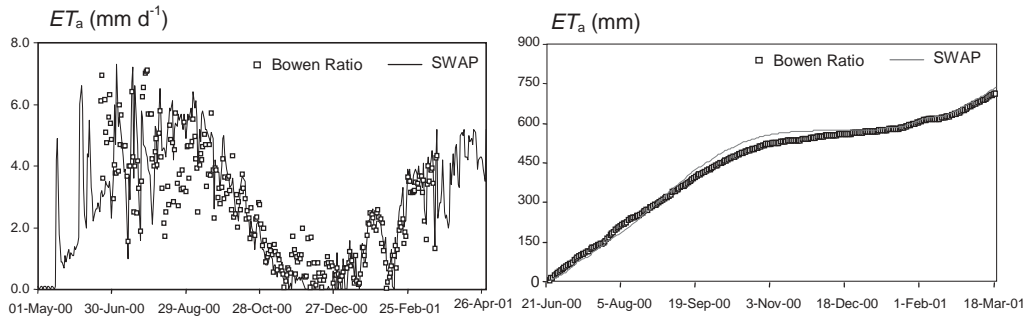 ETa (mm d-1)
8.0
6.0
4.0
2.0
0.0
Bowen Ratio
SWAP
01-May-00 30-Jun-00 29-Aug-00 28-Oct-00 27-Dec-00 25-Feb-01 26-Apr-01
ETa (mm)
900
750
600
450
300
150
0
Bowen Ratio
SWAP
21-Jun-00 5-Aug-00 19-Sep-00 3-Nov-00 18-Dec-00 1-Feb-01 18-Mar-01